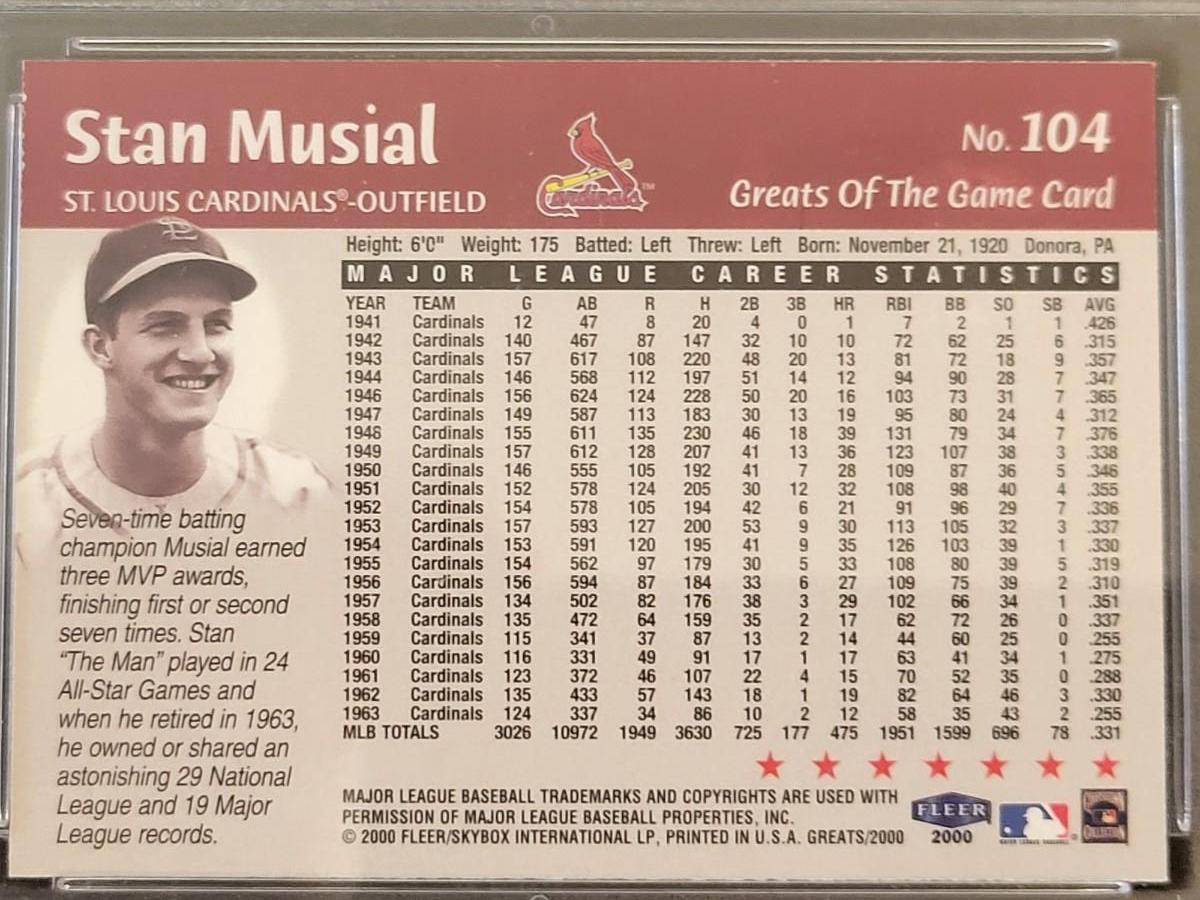 Stan Musial
ST. LOUIS CARDINALS®-OUTFIELD
Cardinals™
No. 104
Greats Of The Game Card
Height: 6'0" Weight: 175 Batted: Left Threw: Left Born: November 21, 1920 Donora, PA
MAJOR LEAGUE CAREER STATISTICS
YEAR TEAM G AB R H 2B 3B HR RBI BB SO SB AVG
1941 Cardinals 12 47 8 20 4 0 1 7 2 1 1 .426
1942 Cardinals 140 467 87 147 32 10 10 72 62 25 6 .315
1943 Cardinals 157 617 108 220 48 20 13 81 72 18 9 .357
1944 Cardinals 146 568 112 197 51 14 12 94 90 28 7 .347
1946 Cardinals 156 624 124 228 50 20 16 103 73 31 7 .365
1947 Cardinals 149 587 113 183 30 13 19 95 80 24 4 .312
1948 Cardinals 155 611 135 230 46 18 39 131 79 34 7 .376
1949 Cardinals 157 612 128 207 41 13 36 123 107 38 3 .338
1950 Cardinals 146 555 105 192 41 7 28 109 87 36 5 .346
1951 Cardinals 152 578 124 205 30 12 32 108 98 40 4 .355
1952 Cardinals 154 578 105 194 42 6 21 91 96 29 7 .336
1953 Cardinals 157 593 127 200 53 9 30 113 105 32 3 .337
1954 Cardinals 153 591 120 195 41 9 35 126 103 39 1 .330
1955 Cardinals 154 562 97 179 30 5 33 108 80 39 5 .319
1956 Cardinals 156 594 87 184 33 6 27 109 75 39 2 .310
1957 Cardinals 134 502 82 176 38 3 29 102 66 34 1 .351
1958 Cardinals 135 472 64 159 35 2 17 62 72 26 0 .337
1959 Cardinals 115 341 37 87 13 2 14 44 60 25 0 .255
1960 Cardinals 116 331 49 91 17 1 17 63 41 34 1 .275
1961 Cardinals 123 372 46 107 22 4 15 70 52 35 0 .288
1962 Cardinals 135 433 57 143 18 1 19 82 64 46 3 .330
1963 Cardinals 124 337 34 86 10 2 12 58 35 43 2 .255
MLB TOTALS 3026 10972 1949 3630 725 177 475 1951 1599 696 78 .331
Seven-time batting
champion Musial earned
three MVP awards,
finishing first or second
seven times. Stan
"The Man" played in 24
All-Star Games and
when he retired in 1963,
he owned or shared an
astonishing 29 National
League and 19 Major
League records.
MAJOR LEAGUE BASEBALL TRADEMARKS AND COPYRIGHTS ARE USED WITH
PERMISSION OF MAJOR LEAGUE BASEBALL PROPERTIES, INC.
© 2000 FLEER/SKYBOX INTERNATIONAL LP, PRINTED IN U.S.A. GREATS/2000
FLEER
2000
MAJOR LEAGUE BASEBALL